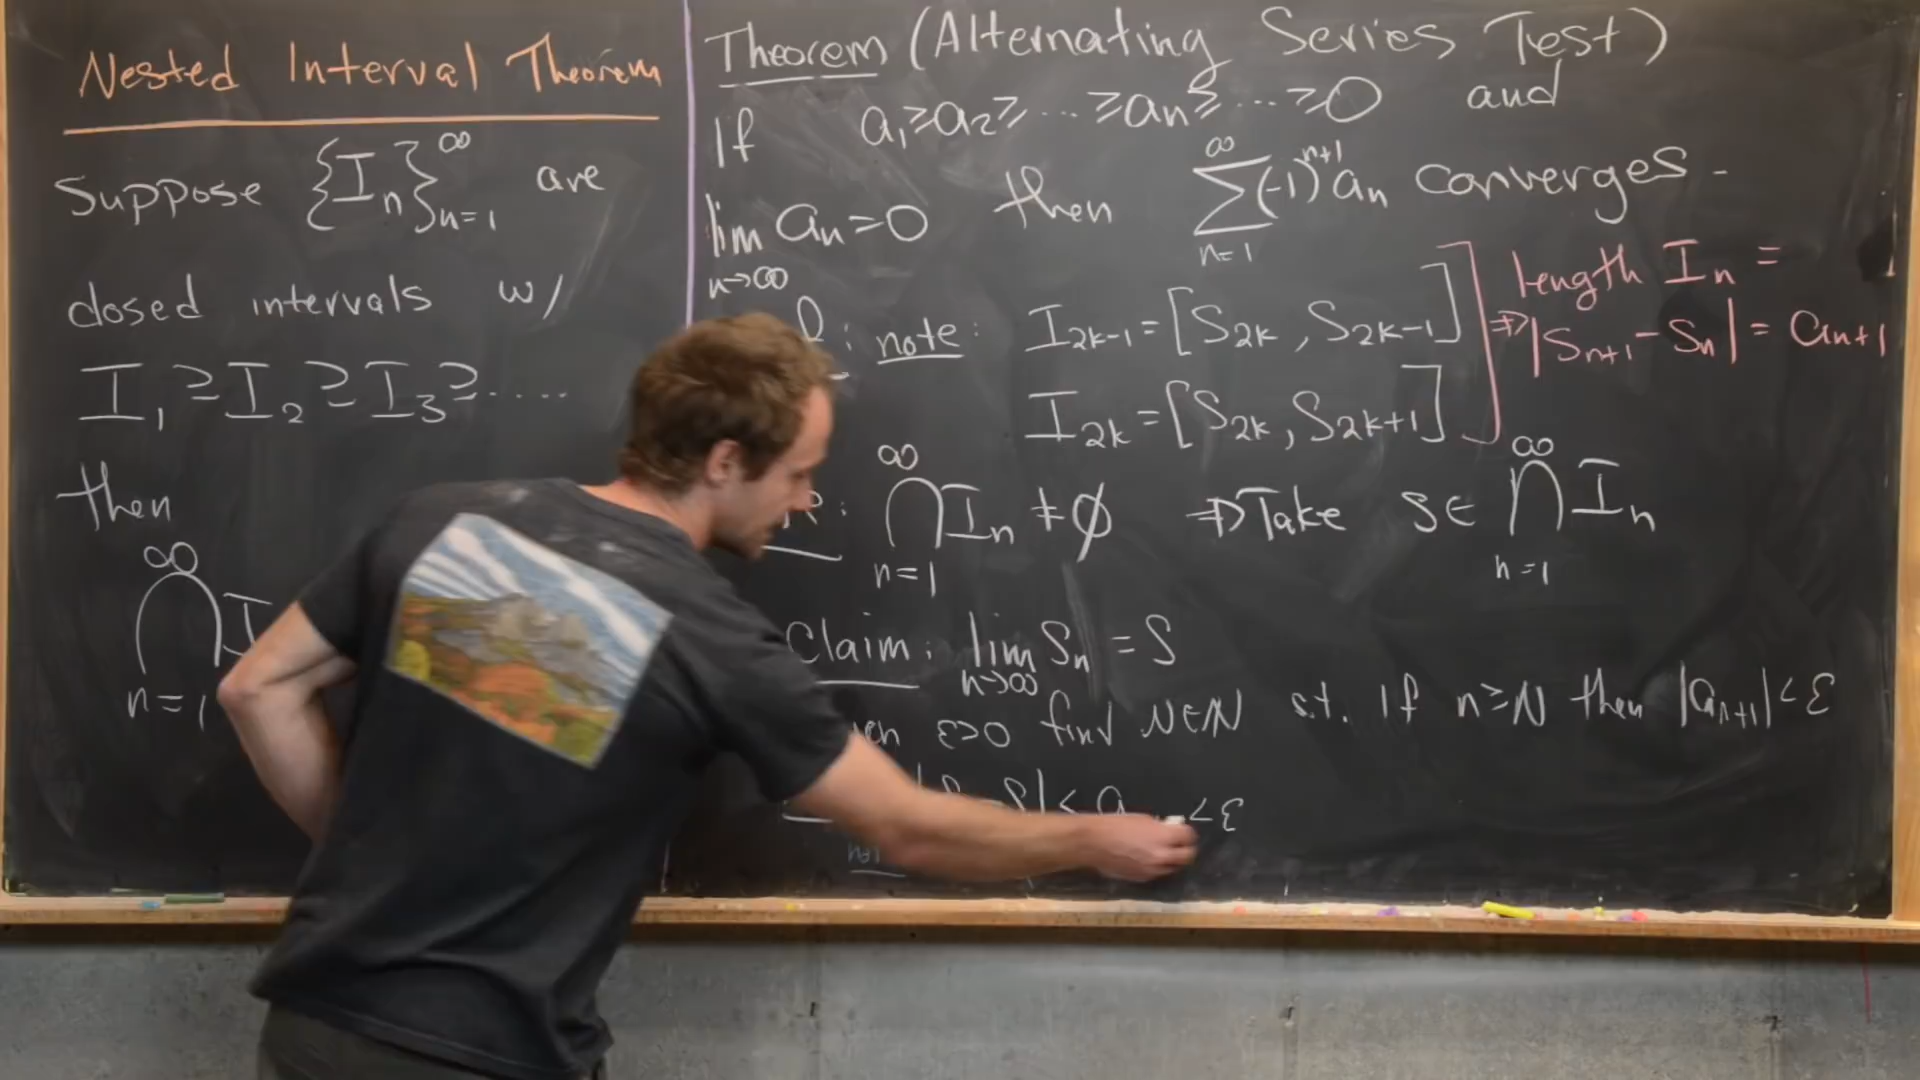 Nested Interval Theorem
Suppose {I_n}_{n=1}^∞ are
closed intervals w/
I_1 ⊇ I_2 ⊇ I_3 ⊇ .....
then
∞
⋂ I
n=1
Theorem (Alternating Series Test)
If a_1 ≥ a_2 ≥ ... ≥ a_n ≥ ... ≥ 0 and
lim_{n→∞} a_n = 0 then ∑_{n=1}^∞ (-1)^{n+1} a_n converges.
note: I_{2k-1} = [S_{2k}, S_{2k-1}]
I_{2k} = [S_{2k}, S_{2k+1}]
⇒ length I_n =
|S_{n+1} - S_n| = a_{n+1}
: ⋂_{n=1}^∞ I_n ≠ ∅ ⇒ Take s ∈ ⋂_{n=1}^∞ I_n
Claim: lim_{n→∞} S_n = S
ε>0 find N∈ℕ s.t. if n≥N then |a_{n+1}| < ε
- S| < a < ε